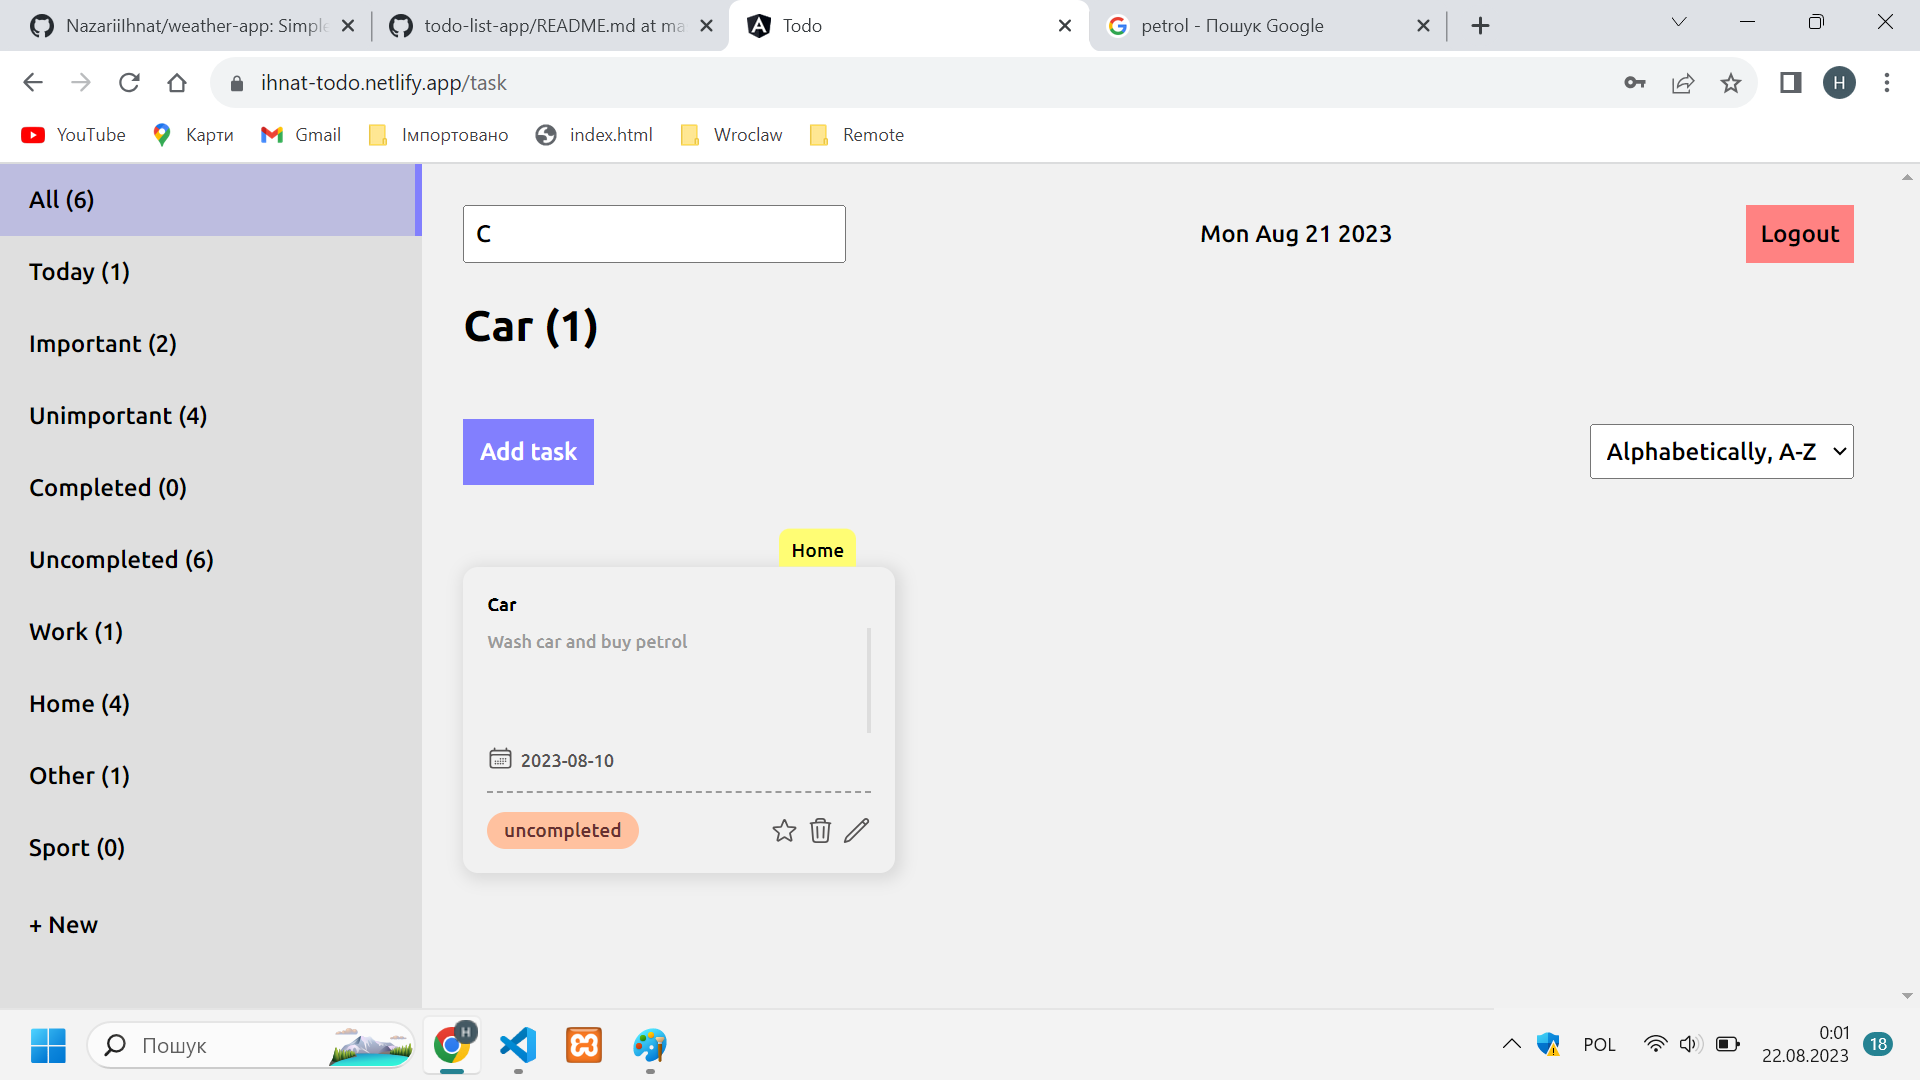 NazariiIhnat/weather-app: Simple
todo-list-app/README.md at ma
Todo
petrol - Пошук Google
ihnat-todo.netlify.app/task
H
YouTube
Карти
Gmail
Імпортовано
index.html
Wroclaw
Remote
All (6)
Today (1)
Important (2)
Unimportant (4)
Completed (0)
Uncompleted (6)
Work (1)
Home (4)
Other (1)
Sport (0)
+ New
C
Mon Aug 21 2023
Logout
Car (1)
Add task
Alphabetically, A-Z
Home
Car
Wash car and buy petrol
2023-08-10
uncompleted
Пошук
H
POL
0:01
22.08.2023
18